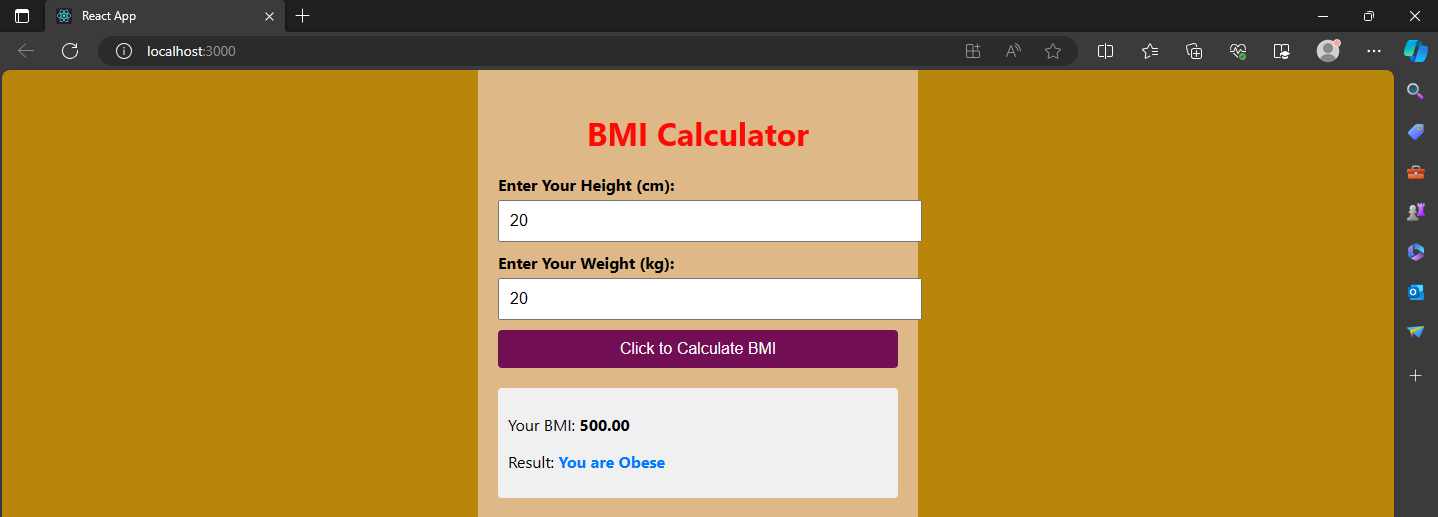 React App
localhost:3000
BMI Calculator
Enter Your Height (cm):
20
Enter Your Weight (kg):
20
Click to Calculate BMI
Your BMI: 500.00
Result: You are Obese